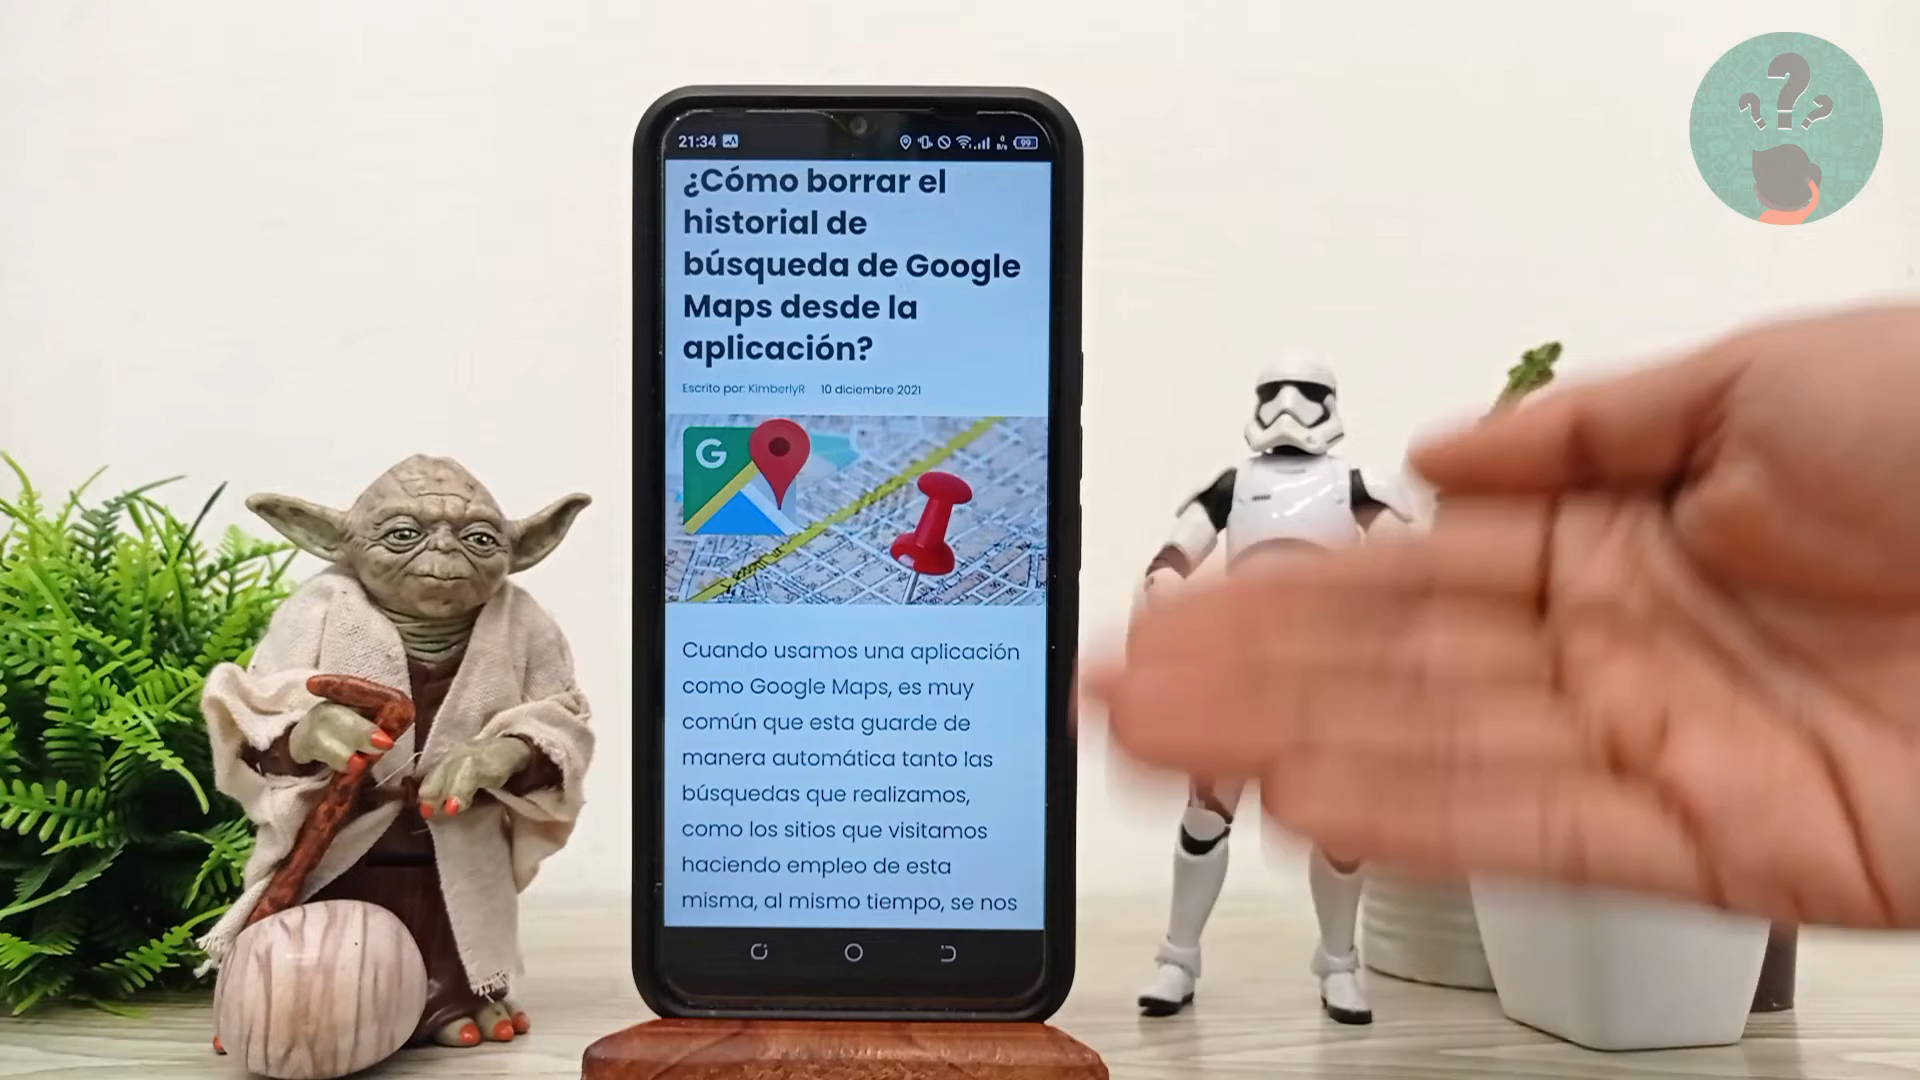 21:34
99
¿Cómo borrar el
historial de
búsqueda de Google
Maps desde la
aplicación?
Escrito por: KimberlyR 10 diciembre 2021
G
Cuando usamos una aplicación
como Google Maps, es muy
común que esta guarde de
manera automática tanto las
búsquedas que realizamos,
como los sitios que visitamos
haciendo empleo de esta
misma, al mismo tiempo, se nos